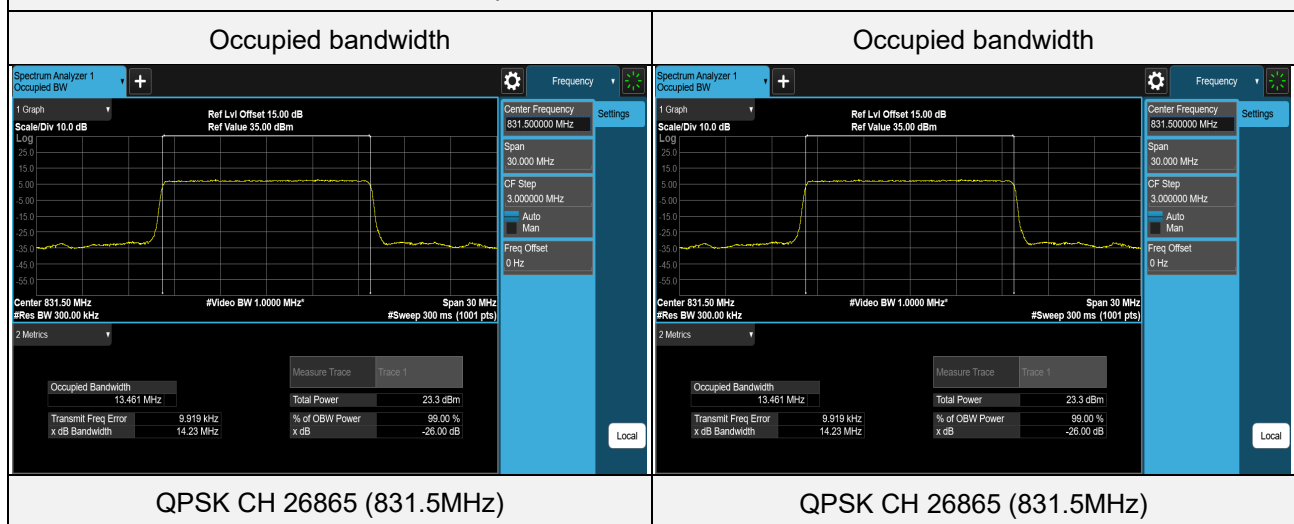 Occupied bandwidth
Occupied bandwidth
Spectrum Analyzer 1
Occupied BW
+
Frequency
1 Graph
Scale/Div 10.0 dB
Ref Lvl Offset 15.00 dB
Ref Value 35.00 dBm
Log
25.0
15.0
5.00
-5.00
-15.0
-25.0
-35.0
-45.0
-55.0
Center 831.50 MHz
#Video BW 1.0000 MHz*
Span 30 MHz
#Res BW 300.00 kHz
#Sweep 300 ms (1001 pts)
Center Frequency
831.500000 MHz
Settings
Span
30.000 MHz
CF Step
3.000000 MHz
Auto
Man
Freq Offset
0 Hz
2 Metrics
Measure Trace Trace 1
Occupied Bandwidth
13.461 MHz
Total Power 23.3 dBm
Transmit Freq Error 9.919 kHz
% of OBW Power 99.00 %
x dB Bandwidth 14.23 MHz
x dB -26.00 dB
Local
Spectrum Analyzer 1
Occupied BW
+
Frequency
1 Graph
Scale/Div 10.0 dB
Ref Lvl Offset 15.00 dB
Ref Value 35.00 dBm
Log
25.0
15.0
5.00
-5.00
-15.0
-25.0
-35.0
-45.0
-55.0
Center 831.50 MHz
#Video BW 1.0000 MHz*
Span 30 MHz
#Res BW 300.00 kHz
#Sweep 300 ms (1001 pts)
Center Frequency
831.500000 MHz
Settings
Span
30.000 MHz
CF Step
3.000000 MHz
Auto
Man
Freq Offset
0 Hz
2 Metrics
Measure Trace Trace 1
Occupied Bandwidth
13.461 MHz
Total Power 23.3 dBm
Transmit Freq Error 9.919 kHz
% of OBW Power 99.00 %
x dB Bandwidth 14.23 MHz
x dB -26.00 dB
Local
QPSK CH 26865 (831.5MHz)
QPSK CH 26865 (831.5MHz)